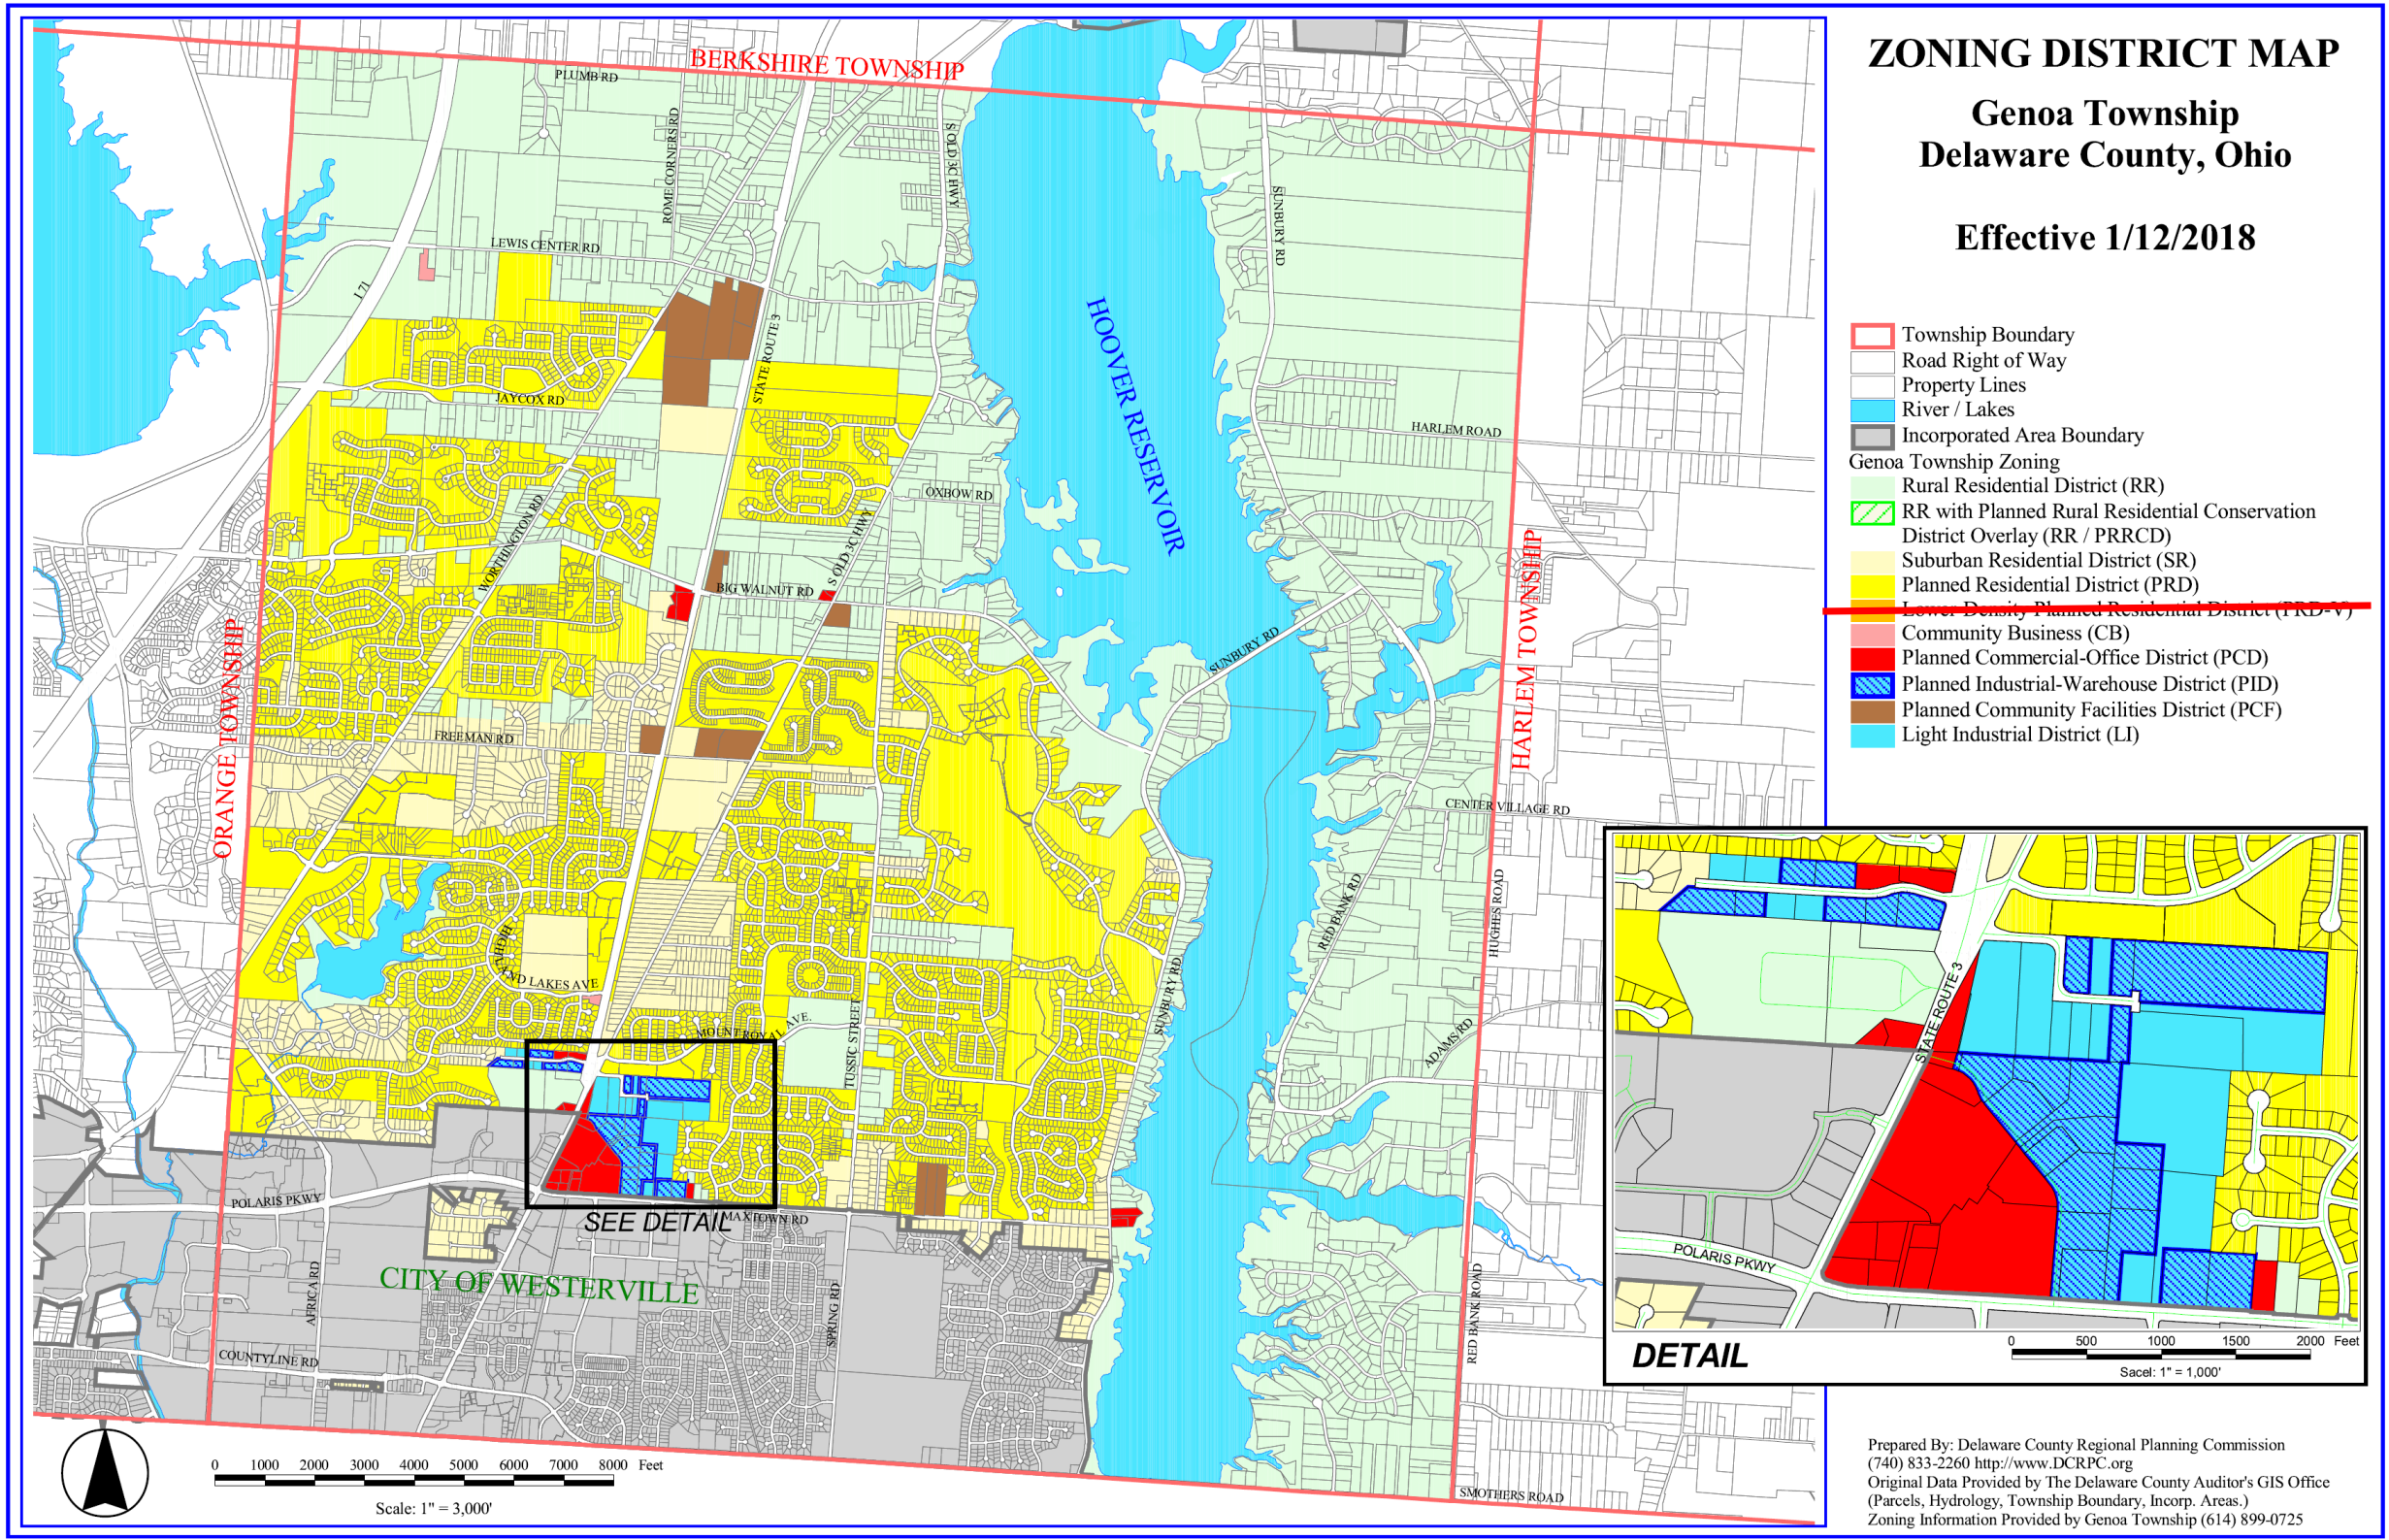 ZONING DISTRICT MAP
Genoa Township
Delaware County, Ohio
Effective 1/12/2018
Township Boundary
Road Right of Way
Property Lines
River / Lakes
Incorporated Area Boundary
Genoa Township Zoning
Rural Residential District (RR)
RR with Planned Rural Residential Conservation
District Overlay (RR / PRRCD)
Suburban Residential District (SR)
Planned Residential District (PRD)
Lower Density Planned Residential District (PRD-V)
Community Business (CB)
Planned Commercial-Office District (PCD)
Planned Industrial-Warehouse District (PID)
Planned Community Facilities District (PCF)
Light Industrial District (LI)
BERKSHIRE TOWNSHIP
PLUMB RD
ROME CORNERS RD
S OLD 3C HWY
SUNBURY RD
LEWIS CENTER RD
I 71
HOOVER RESERVOIR
STATE ROUTE 3
JAYCOX RD
HARLEM ROAD
OXBOW RD
WORTHINGTON RD
S OLD 3C HWY
BIG WALNUT RD
HARLEM TOWNSHIP
SUNBURY RD
ORANGE TOWNSHIP
FREEMAN RD
CENTER VILLAGE RD
RED BANK RD
HUGHES ROAD
HIGHLAND LAKES AVE
SUNBURY RD
MOUNT ROYAL AVE.
TUSSIC STREET
ADAMS RD
POLARIS PKWY
SEE DETAIL
MAXTOWN RD
CITY OF WESTERVILLE
AFRICA RD
SPRING RD
RED BANK ROAD
COUNTYLINE RD
SMOTHERS ROAD
0 1000 2000 3000 4000 5000 6000 7000 8000 Feet
Scale: 1" = 3,000'
STATE ROUTE 3
POLARIS PKWY
DETAIL
0 500 1000 1500 2000 Feet
Sacel: 1" = 1,000'
Prepared By: Delaware County Regional Planning Commission
(740) 833-2260 http://www.DCRPC.org
Original Data Provided by The Delaware County Auditor's GIS Office
(Parcels, Hydrology, Township Boundary, Incorp. Areas.)
Zoning Information Provided by Genoa Township (614) 899-0725